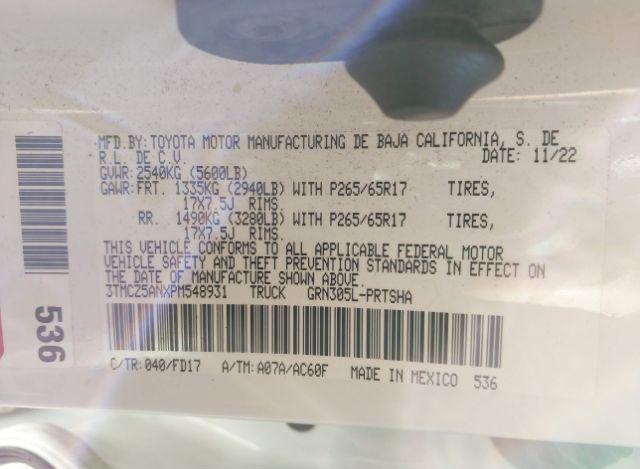 MFD.BY:TOYOTA MOTOR MANUFACTURING DE BAJA CALIFORNIA, S. DE
R.L. DE C.V. DATE: 11/22
GVWR:2540KG (5600LB)
GAWR:FRT. 1335KG (2940LB) WITH P265/65R17 TIRES,
17X7.5J RIMS.
RR. 1490KG (3280LB) WITH P265/65R17 TIRES,
17X7.5J RIMS.
THIS VEHICLE CONFORMS TO ALL APPLICABLE FEDERAL MOTOR
VEHICLE SAFETY AND THEFT PREVENTION STANDARDS IN EFFECT ON
THE DATE OF MANUFACTURE SHOWN ABOVE.
3TMCZ5ANXPM548931 TRUCK GRN305L-PRTSHA
C/TR:040/FD17 A/TM:A07A/AC60F MADE IN MEXICO 536
536